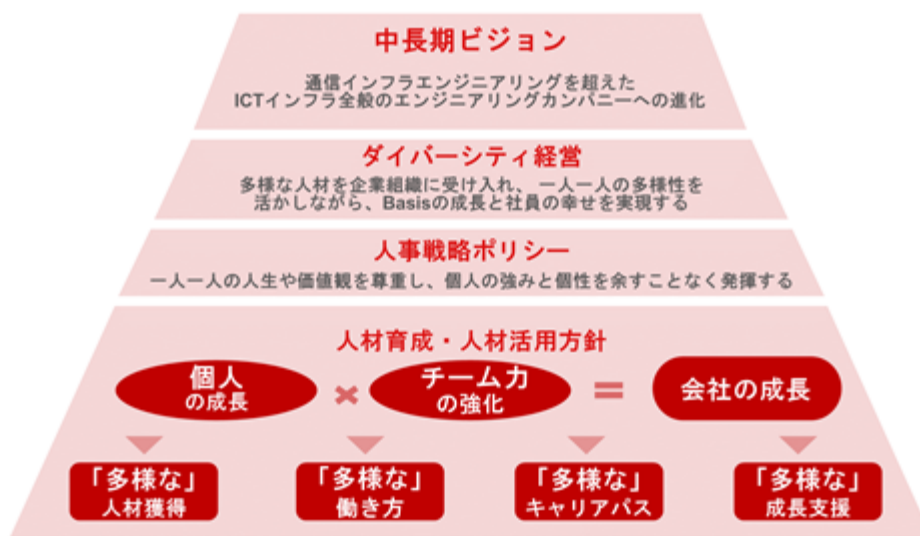 中長期ビジョン
通信インフラエンジニアリングを超えた
ICTインフラ全般のエンジニアリングカンパニーへの進化
ダイバーシティ経営
多様な人材を企業組織に受け入れ、一人一人の多様性を
活かしながら、Basisの成長と社員の幸せを実現する
人事戦略ポリシー
一人一人の人生や価値観を尊重し、個人の強みと個性を余すことなく発揮する
人材育成・人材活用方針
個人
の成長
×
チーム力
の強化
=
会社の成長
「多様な」
人材獲得
「多様な」
働き方
「多様な」
キャリアパス
「多様な」
成長支援